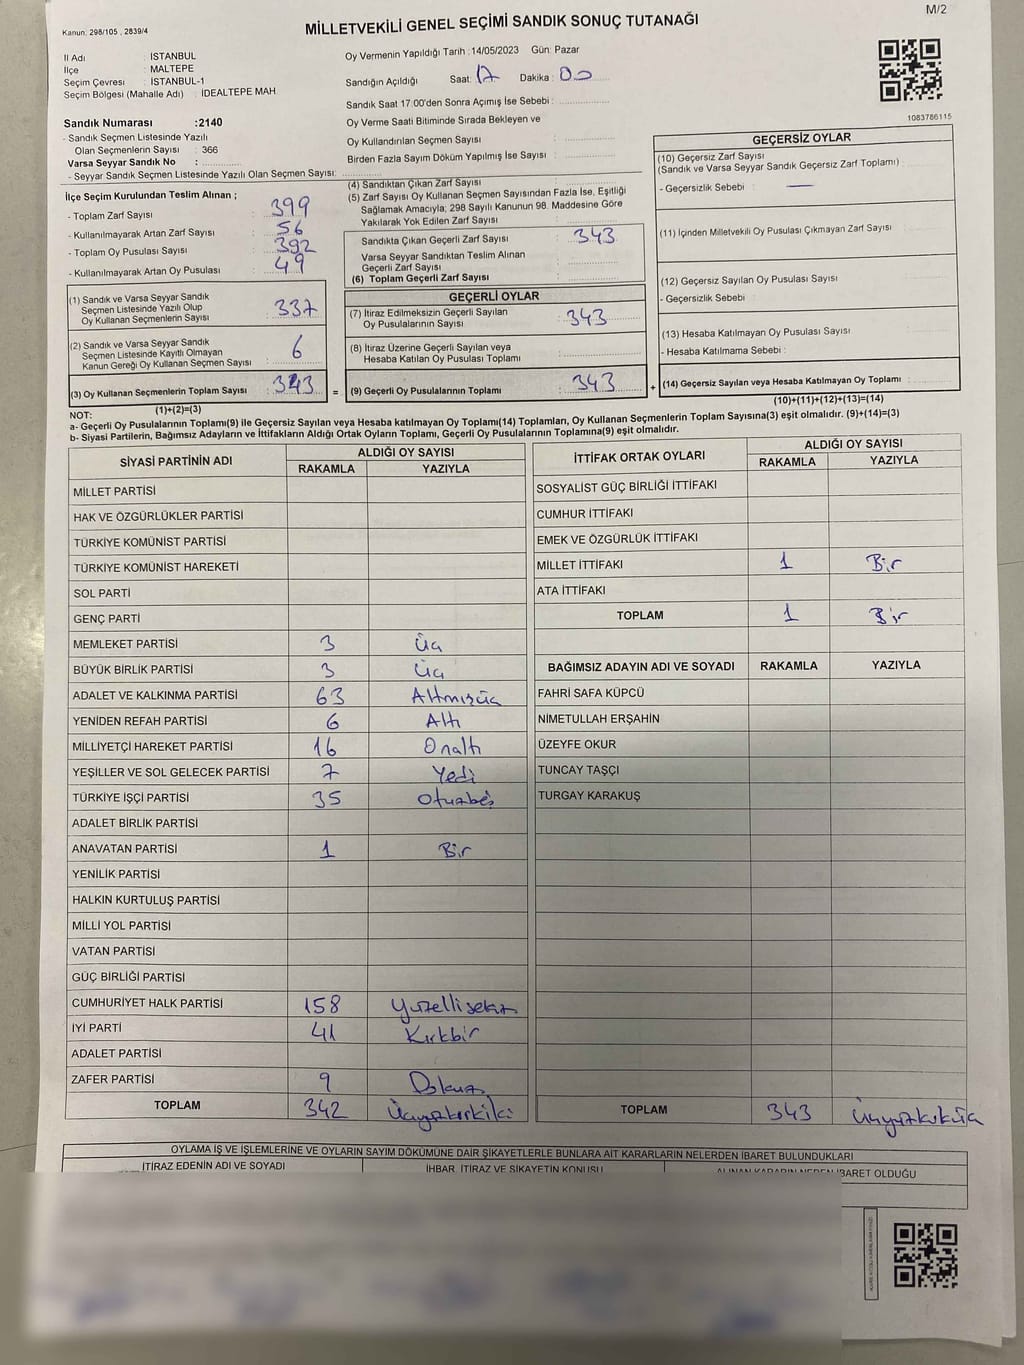 M/2
Kanun: 298/105 , 2839/4
MİLLETVEKİLİ GENEL SEÇİMİ SANDIK SONUÇ TUTANAĞI
İl Adı : İSTANBUL
İlçe : MALTEPE
Seçim Çevresi : İSTANBUL-1
Seçim Bölgesi (Mahalle Adı) : İDEALTEPE MAH.
Oy Vermenin Yapıldığı Tarih :14/05/2023 Gün: Pazar
Sandığın Açıldığı Saat: 17 Dakika : 00
Sandık Saat 17:00'den Sonra Açımış İse Sebebi :
Oy Verme Saati Bitiminde Sırada Bekleyen ve
Oy Kullandırılan Seçmen Sayısı
Birden Fazla Sayım Döküm Yapılmış İse Sayısı :
1083786115
Sandık Numarası :2140
- Sandık Seçmen Listesinde Yazılı
Olan Seçmenlerin Sayısı : 366
Varsa Seyyar Sandık No :
- Seyyar Sandık Seçmen Listesinde Yazılı Olan Seçmen Sayısı:
İlçe Seçim Kurulundan Teslim Alınan ;
- Toplam Zarf Sayısı : 399
- Kullanılmayarak Artan Zarf Sayısı : 56
- Toplam Oy Pusulası Sayısı : 392
- Kullanılmayarak Artan Oy Pusulası : 49
(1) Sandık ve Varsa Seyyar Sandık
Seçmen Listesinde Yazılı Olup
Oy Kullanan Seçmenlerin Sayısı : 337
(2) Sandık ve Varsa Seyyar Sandık
Seçmen Listesinde Kayıtlı Olmayan
Kanun Gereği Oy Kullanan Seçmen Sayısı : 6
(3) Oy Kullanan Seçmenlerin Toplam Sayısı : 343
(1)+(2)=(3)
(4) Sandıktan Çıkan Zarf Sayısı :
(5) Zarf Sayısı Oy Kullanan Seçmen Sayısından Fazla İse, Eşitliği
Sağlamak Amacıyla; 298 Sayılı Kanunun 98. Maddesine Göre
Yakılarak Yok Edilen Zarf Sayısı :
Sandıkta Çıkan Geçerli Zarf Sayısı : 343
Varsa Seyyar Sandıktan Teslim Alınan
Geçerli Zarf Sayısı :
(6) Toplam Geçerli Zarf Sayısı :
GEÇERLİ OYLAR
(7) İtiraz Edilmeksizin Geçerli Sayılan
Oy Pusulalarının Sayısı : 343
(8) İtiraz Üzerine Geçerli Sayılan veya
Hesaba Katılan Oy Pusulası Toplamı :
= (9) Geçerli Oy Pusulalarının Toplamı : 343 +
GEÇERSİZ OYLAR
(10) Geçersiz Zarf Sayısı
(Sandık ve Varsa Seyyar Sandık Geçersiz Zarf Toplamı) :
- Geçersizlik Sebebi : —
(11) İçinden Milletvekili Oy Pusulası Çıkmayan Zarf Sayısı :
(12) Geçersiz Sayılan Oy Pusulası Sayısı :
- Geçersizlik Sebebi :
(13) Hesaba Katılmayan Oy Pusulası Sayısı :
- Hesaba Katılmama Sebebi :
(14) Geçersiz Sayılan veya Hesaba Katılmayan Oy Toplamı :
(10)+(11)+(12)+(13)=(14)
NOT:
a- Geçerli Oy Pusulalarının Toplamı(9) ile Geçersiz Sayılan veya Hesaba katılmayan Oy Toplamı(14) Toplamları, Oy Kullanan Seçmenlerin Toplam Sayısına(3) eşit olmalıdır. (9)+(14)=(3)
b- Siyasi Partilerin, Bağımsız Adayların ve İttifakların Aldığı Ortak Oyların Toplamı, Geçerli Oy Pusulalarının Toplamına(9) eşit olmalıdır.
SİYASİ PARTİNİN ADI ALDIĞI OY SAYISI
RAKAMLA YAZIYLA
MİLLET PARTİSİ
HAK VE ÖZGÜRLÜKLER PARTİSİ
TÜRKİYE KOMÜNİST PARTİSİ
TÜRKİYE KOMÜNİST HAREKETİ
SOL PARTİ
GENÇ PARTİ
MEMLEKET PARTİSİ 3 Üç
BÜYÜK BİRLİK PARTİSİ 3 Üç
ADALET VE KALKINMA PARTİSİ 63 Altmışüç
YENİDEN REFAH PARTİSİ 6 Altı
MİLLİYETÇİ HAREKET PARTİSİ 16 Onaltı
YEŞİLLER VE SOL GELECEK PARTİSİ 7 Yedi
TÜRKİYE İŞÇİ PARTİSİ 35 Otuzbeş
ADALET BİRLİK PARTİSİ
ANAVATAN PARTİSİ 1 Bir
YENİLİK PARTİSİ
HALKIN KURTULUŞ PARTİSİ
MİLLİ YOL PARTİSİ
VATAN PARTİSİ
GÜÇ BİRLİĞİ PARTİSİ
CUMHURİYET HALK PARTİSİ 158 Yüzellisekiz
İYİ PARTİ 41 Kırkbir
ADALET PARTİSİ
ZAFER PARTİSİ 9 Dokuz
TOPLAM 342 Üçyüzkırkiki
İTTİFAK ORTAK OYLARI ALDIĞI OY SAYISI
RAKAMLA YAZIYLA
SOSYALİST GÜÇ BİRLİĞİ İTTİFAKI
CUMHUR İTTİFAKI
EMEK VE ÖZGÜRLÜK İTTİFAKI
MİLLET İTTİFAKI 1 Bir
ATA İTTİFAKI
TOPLAM 1 Bir
BAĞIMSIZ ADAYIN ADI VE SOYADI RAKAMLA YAZIYLA
FAHRİ SAFA KÜPCÜ
NİMETULLAH ERŞAHİN
ÜZEYFE OKUR
TUNCAY TAŞÇI
TURGAY KARAKUŞ
TOPLAM 343 Üçyüzkırküç
OYLAMA İŞ VE İŞLEMLERİNE VE OYLARIN SAYIM DÖKÜMÜNE DAİR ŞİKAYETLERLE BUNLARA AİT KARARLARIN NELERDEN İBARET BULUNDUKLARI
İTİRAZ EDENİN ADI VE SOYADI İHBAR, İTİRAZ VE ŞİKAYETİN KONUSU ALINAN KARARIN NEDEN İBARET OLDUĞU